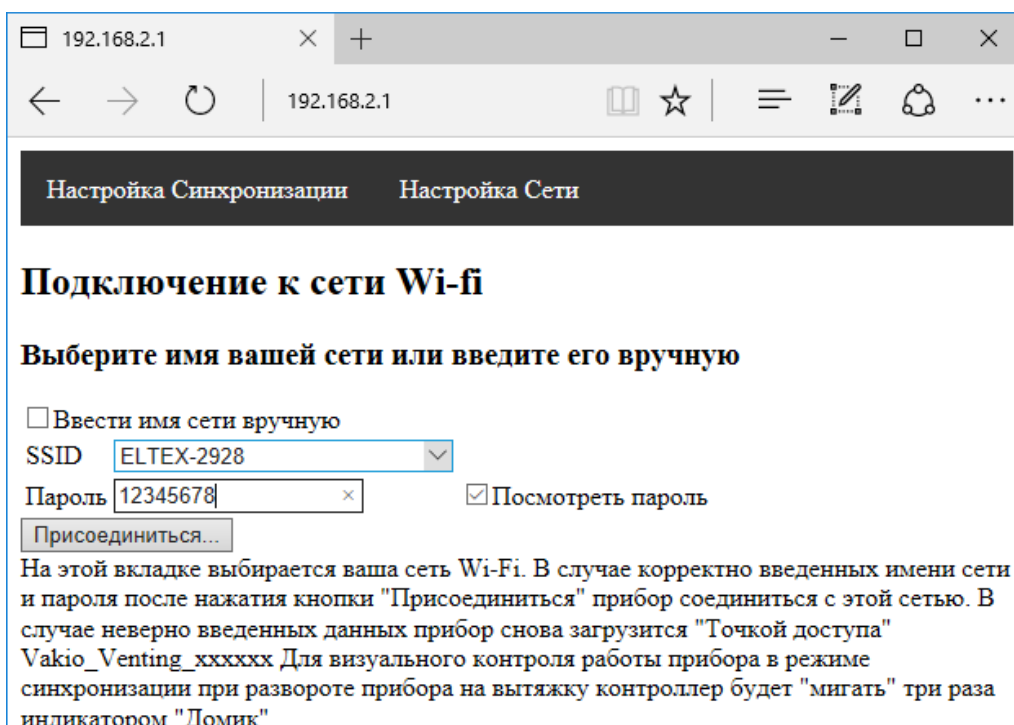 192.168.2.1
192.168.2.1
Настройка Синхронизации Настройка Сети
Подключение к сети Wi-fi
Выберите имя вашей сети или введите его вручную
Ввести имя сети вручную
SSID ELTEX-2928
Пароль 12345678 Посмотреть пароль
Присоединиться...
На этой вкладке выбирается ваша сеть Wi-Fi. В случае корректно введенных имени сети
и пароля после нажатия кнопки "Присоединиться" прибор соединиться с этой сетью. В
случае неверно введенных данных прибор снова загрузится "Точкой доступа"
Vakio_Venting_xxxxxx Для визуального контроля работы прибора в режиме
синхронизации при развороте прибора на вытяжку контроллер будет "мигать" три раза
индикатором "Домик"